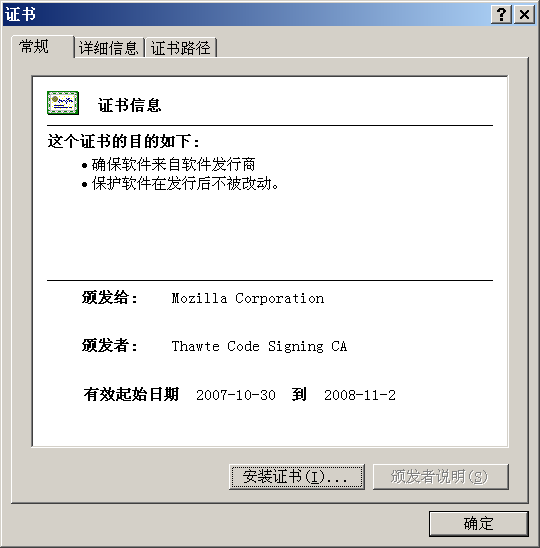 证书
常规 详细信息 证书路径
证书信息
这个证书的目的如下:
•确保软件来自软件发行商
•保护软件在发行后不被改动。
颁发给: Mozilla Corporation
颁发者: Thawte Code Signing CA
有效起始日期 2007-10-30 到 2008-11-2
安装证书(I)... 颁发者说明(S)
确定